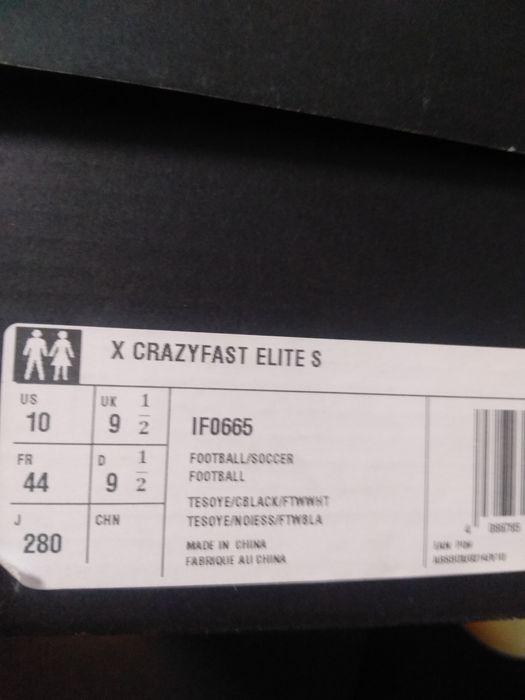 X CRAZYFAST ELITE S
US
10
UK
9 1/2
FR
44
D
9 1/2
J
280
CHN
IF0665
FOOTBALL/SOCCER
FOOTBALL
TESOYE/CBLACK/FTWWHT
TESOYE/NOIESS/FTWBLA
MADE IN CHINA
FABRIQUE AU CHINA